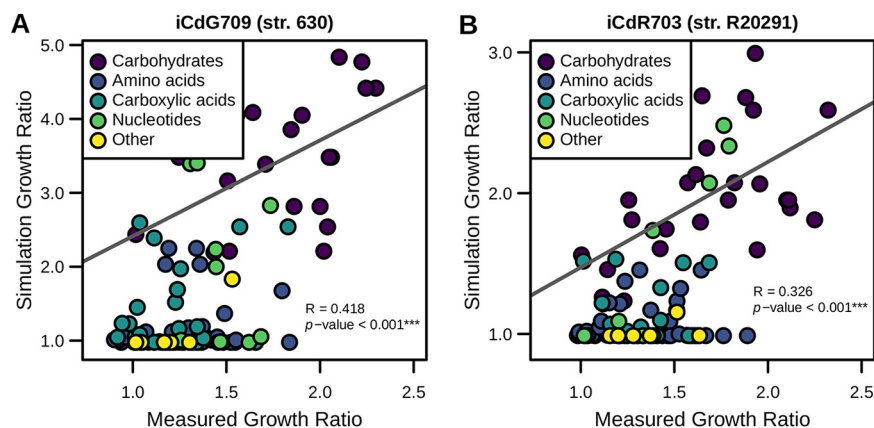 A
iCdG709 (str. 630)
Simulation Growth Ratio
5.0
4.0
3.0
2.0
1.0
Carbohydrates
Amino acids
Carboxylic acids
Nucleotides
Other
R = 0.418
p−value < 0.001***
1.0 1.5 2.0 2.5
Measured Growth Ratio
B
iCdR703 (str. R20291)
Simulation Growth Ratio
3.0
2.0
1.0
Carbohydrates
Amino acids
Carboxylic acids
Nucleotides
Other
R = 0.326
p−value < 0.001***
1.0 1.5 2.0 2.5
Measured Growth Ratio